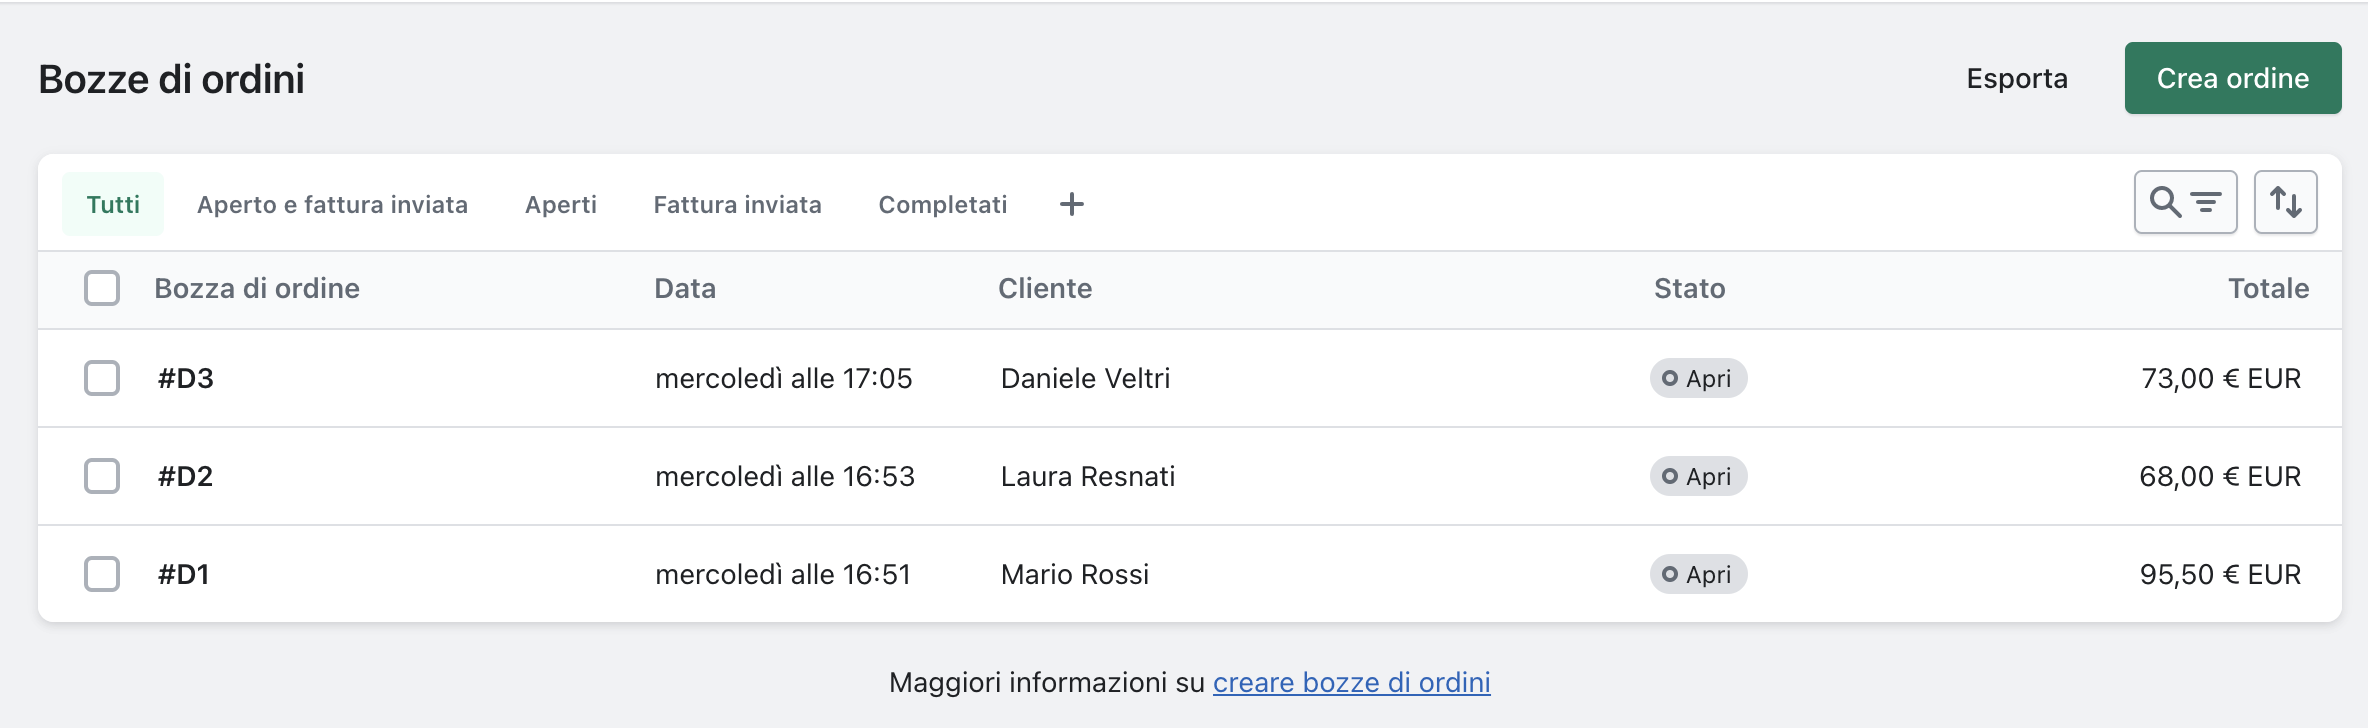 Bozze di ordini
Esporta
Crea ordine
Tutti Aperto e fattura inviata Aperti Fattura inviata Completati
Bozza di ordine Data Cliente Stato Totale
#D3 mercoledì alle 17:05 Daniele Veltri Apri 73,00 € EUR
#D2 mercoledì alle 16:53 Laura Resnati Apri 68,00 € EUR
#D1 mercoledì alle 16:51 Mario Rossi Apri 95,50 € EUR
Maggiori informazioni su creare bozze di ordini